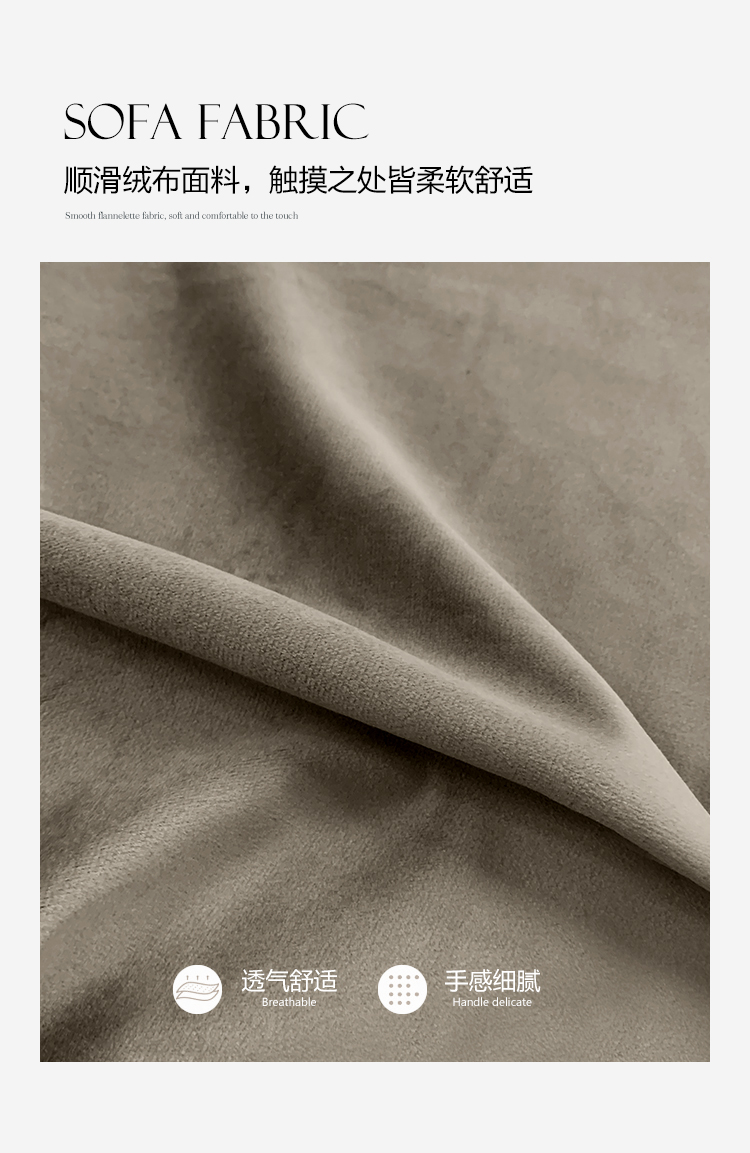 SOFA FABRIC
顺滑绒布面料，触摸之处皆柔软舒适
Smooth flannelette fabric, soft and comfortable to the touch
透气舒适
Breathable
手感细腻
Handle delicate